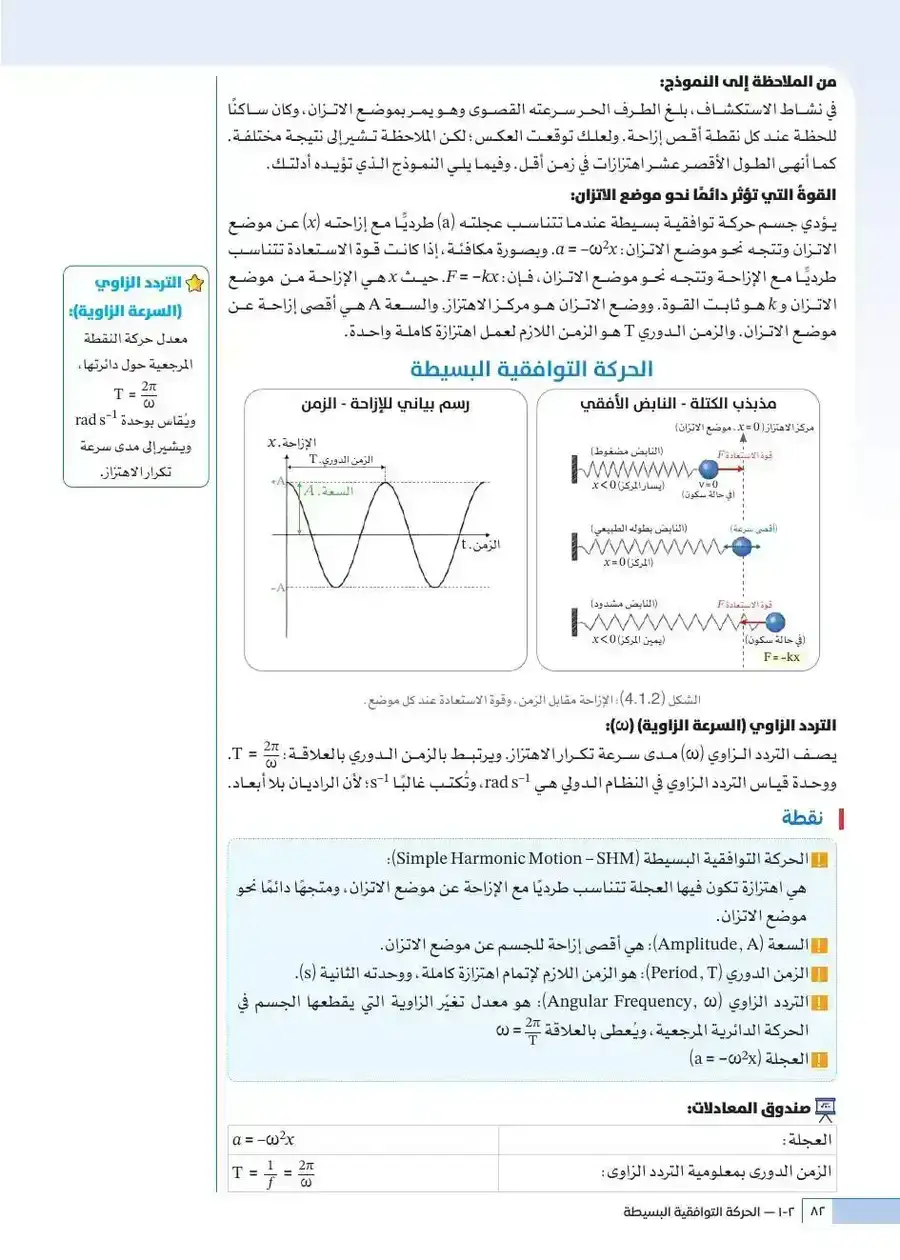 من الملاحظة إلى النموذج:
في نشاط الاستكشاف، بلغ الطرف الحر سرعته القصوى وهو يمر بموضع الاتزان، وكان ساكنًا
للحظة عند كل نقطة أقصى إزاحة. ولعلك توقعت العكس؛ لكن الملاحظة تشير إلى نتيجة مختلفة.
كما أنهى الطول الأقصر عشر اهتزازات في زمن أقل. وفيما يلي النموذج الذي تؤيده أدلتك.
القوةُ التي تؤثر دائمًا نحو موضع الاتزان:
يؤدي جسم حركة توافقية بسيطة عندما تتناسب عجلته (a) طرديًّا مع إزاحته (x) عن موضع
الاتزان وتتجه نحو موضع الاتزان: a = −ω²x. وبصورة مكافئة، إذا كانت قوة الاستعادة تتناسب
طرديًّا مع الإزاحة وتتجه نحو موضع الاتزان، فإن: F = −kx. حيث x هي الإزاحة من موضع
الاتزان و k هو ثابت القوة. ووضع الاتزان هو مركز الاهتزاز. والسعة A هي أقصى إزاحة عن
موضع الاتزان. والزمن الدوري T هو الزمن اللازم لعمل اهتزازة كاملة واحدة.
التردد الزاوي
(السرعة الزاوية):
معدل حركة النقطة
المرجعية حول دائرتها،
T = 2π/ω
ويُقاس بوحدة rad s⁻¹
ويشير إلى مدى سرعة
تكرار الاهتزاز.
الحركة التوافقية البسيطة
مذبذب الكتلة - النابض الأفقي
مركز الاهتزاز (x = 0، موضع الاتزان)
(النابض مضغوط)
قوة الاستعادة F
x < 0 (يسار المركز)
v = 0
(في حالة سكون)
(النابض بطوله الطبيعي)
(أقصى سرعة)
x = 0 (المركز)
(النابض مشدود)
قوة الاستعادة F
x < 0 (يمين المركز)
(في حالة سكون)
F = −kx
رسم بياني للإزاحة - الزمن
الإزاحة، x
الزمن الدوري، T
+A
السعة، A
الزمن، t
−A
الشكل (4.1.2): الإزاحة مقابل الزمن، وقوة الاستعادة عند كل موضع.
التردد الزاوي (السرعة الزاوية) (ω):
يصف التردد الزاوي (ω) مدى سرعة تكرار الاهتزاز. ويرتبط بالزمن الدوري بالعلاقة: T = 2π/ω.
ووحدة قياس التردد الزاوي في النظام الدولي هي rad s⁻¹، وتُكتب غالبًا s⁻¹؛ لأن الراديان بلا أبعاد.
نقطة
الحركة التوافقية البسيطة (Simple Harmonic Motion – SHM):
هي اهتزازة تكون فيها العجلة تتناسب طرديًا مع الإزاحة عن موضع الاتزان، ومتجهًا دائمًا نحو
موضع الاتزان.
السعة (Amplitude, A): هي أقصى إزاحة للجسم عن موضع الاتزان.
الزمن الدوري (Period, T): هو الزمن اللازم لإتمام اهتزازة كاملة، ووحدته الثانية (s).
التردد الزاوي (Angular Frequency, ω): هو معدل تغيّر الزاوية التي يقطعها الجسم في
الحركة الدائرية المرجعية، ويُعطى بالعلاقة ω = 2π/T
العجلة (a = −ω²x)
صندوق المعادلات:
العجلة: a = −ω²x
الزمن الدوري بمعلومية التردد الزاوي: T = 1/f = 2π/ω
٨٢ ٢-١ — الحركة التوافقية البسيطة